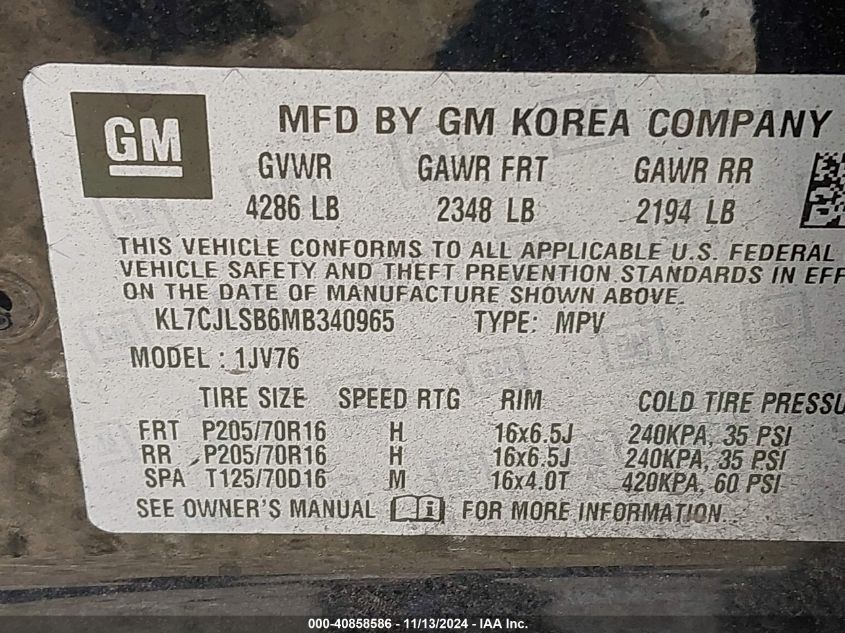 GM
MFD BY GM KOREA COMPANY
GVWR GAWR FRT GAWR RR
4286 LB 2348 LB 2194 LB
THIS VEHICLE CONFORMS TO ALL APPLICABLE U.S. FEDERAL
VEHICLE SAFETY AND THEFT PREVENTION STANDARDS IN EFF
ON THE DATE OF MANUFACTURE SHOWN ABOVE.
KL7CJLSB6MB340965 TYPE: MPV
MODEL : 1JV76
TIRE SIZE SPEED RTG RIM COLD TIRE PRESSU
FRT P205/70R16 H 16x6.5J 240KPA, 35 PSI
RR P205/70R16 H 16x6.5J 240KPA, 35 PSI
SPA T125/70D16 M 16x4.0T 420KPA, 60 PSI
SEE OWNER'S MANUAL i FOR MORE INFORMATION
000-40858586 - 11/13/2024 - IAA Inc.